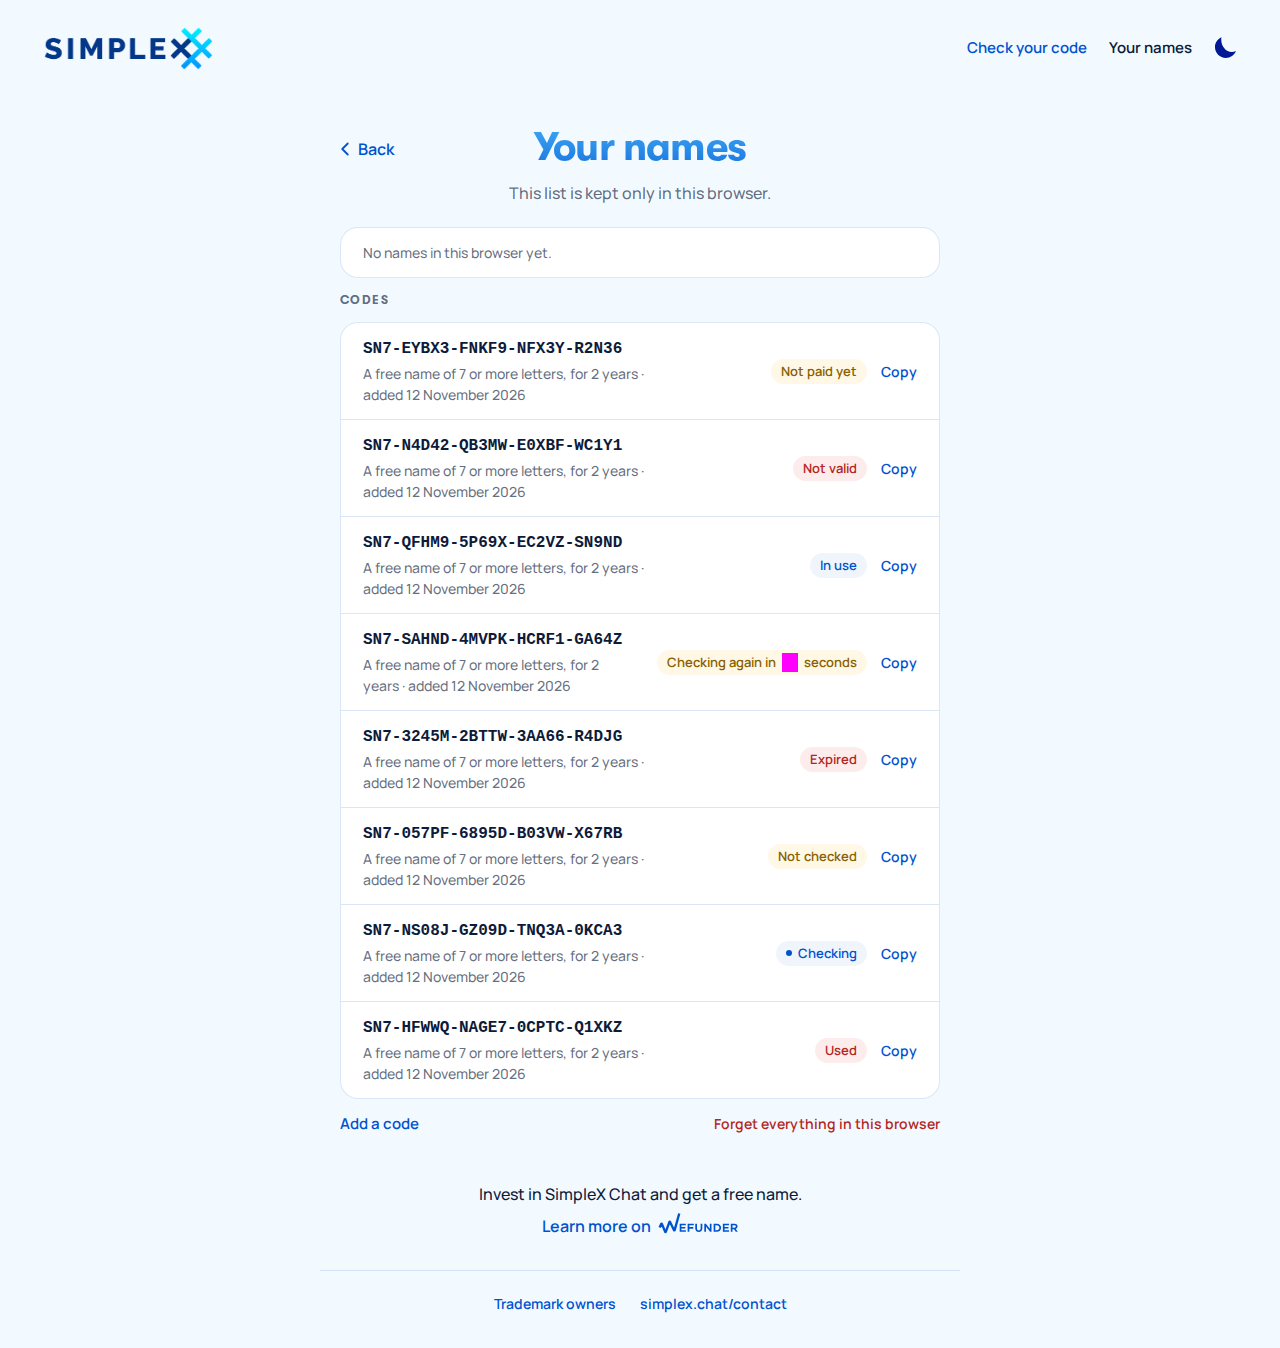 SIMPLEX
Check your code
Your names
Back
Your names
This list is kept only in this browser.
No names in this browser yet.
CODES
SN7-EYBX3-FNKF9-NFX3Y-R2N36
A free name of 7 or more letters, for 2 years ·
added 12 November 2026
Not paid yet
Copy
SN7-N4D42-QB3MW-E0XBF-WC1Y1
A free name of 7 or more letters, for 2 years ·
added 12 November 2026
Not valid
Copy
SN7-QFHM9-5P69X-EC2VZ-SN9ND
A free name of 7 or more letters, for 2 years ·
added 12 November 2026
In use
Copy
SN7-SAHND-4MVPK-HCRF1-GA64Z
A free name of 7 or more letters, for 2
years · added 12 November 2026
Checking again in seconds
Copy
SN7-3245M-2BTTW-3AA66-R4DJG
A free name of 7 or more letters, for 2 years ·
added 12 November 2026
Expired
Copy
SN7-057PF-6895D-B03VW-X67RB
A free name of 7 or more letters, for 2 years ·
added 12 November 2026
Not checked
Copy
SN7-NS08J-GZ09D-TNQ3A-0KCA3
A free name of 7 or more letters, for 2 years ·
added 12 November 2026
Checking
Copy
SN7-HFWWQ-NAGE7-0CPTC-Q1XKZ
A free name of 7 or more letters, for 2 years ·
added 12 November 2026
Used
Copy
Add a code
Forget everything in this browser
Invest in SimpleX Chat and get a free name.
Learn more on WEFUNDER
Trademark owners
simplex.chat/contact